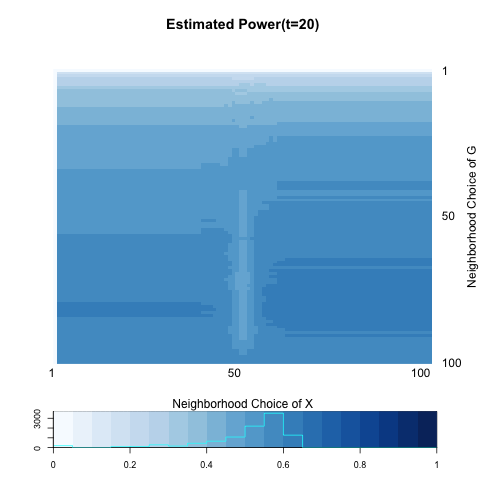 Estimated Power(t=20)
1
50
100
Neighborhood Choice of G
1 50 100
Neighborhood Choice of X
0 3000
0 0.2 0.4 0.6 0.8 1